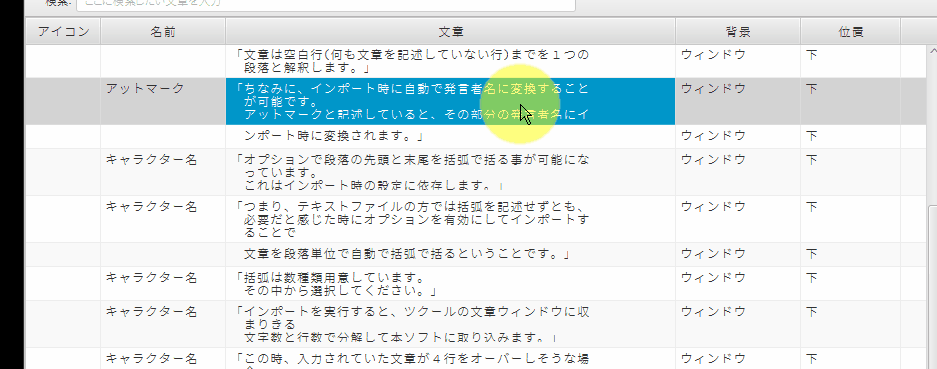 検索:
ここに検索したい文章を入力
アイコン 名前 文章 背景 位置
「文章は空白行(何も文章を記述していない行)までを１つの ウィンドウ 下
段落と解釈します。」
アットマーク 「ちなみに、インポート時に自動で発言者名に変換すること ウィンドウ 下
が可能です。
アットマークと記述していると、その部分の発言者名にイ
ンポート時に変換されます。」 ウィンドウ 下
キャラクター名 「オプションで段落の先頭と末尾を括弧で括る事が可能にな ウィンドウ 下
っています。
これはインポート時の設定に依存します。」
キャラクター名 「つまり、テキストファイルの方では括弧を記述せずとも、 ウィンドウ 下
必要だと感じた時にオプションを有効にしてインポートす
ることで
文章を段落単位で自動で括弧で括るということです。」 ウィンドウ 下
キャラクター名 「括弧は数種類用意しています。 ウィンドウ 下
その中から選択してください。」
キャラクター名 「インポートを実行すると、ツクールの文章ウィンドウに収 ウィンドウ 下
まりきる
文字数と行数で分解して本ソフトに取り込みます。」
キャラクター名 「この時、入力されていた文章が４行をオーバーしそうな場 ウィンドウ 下